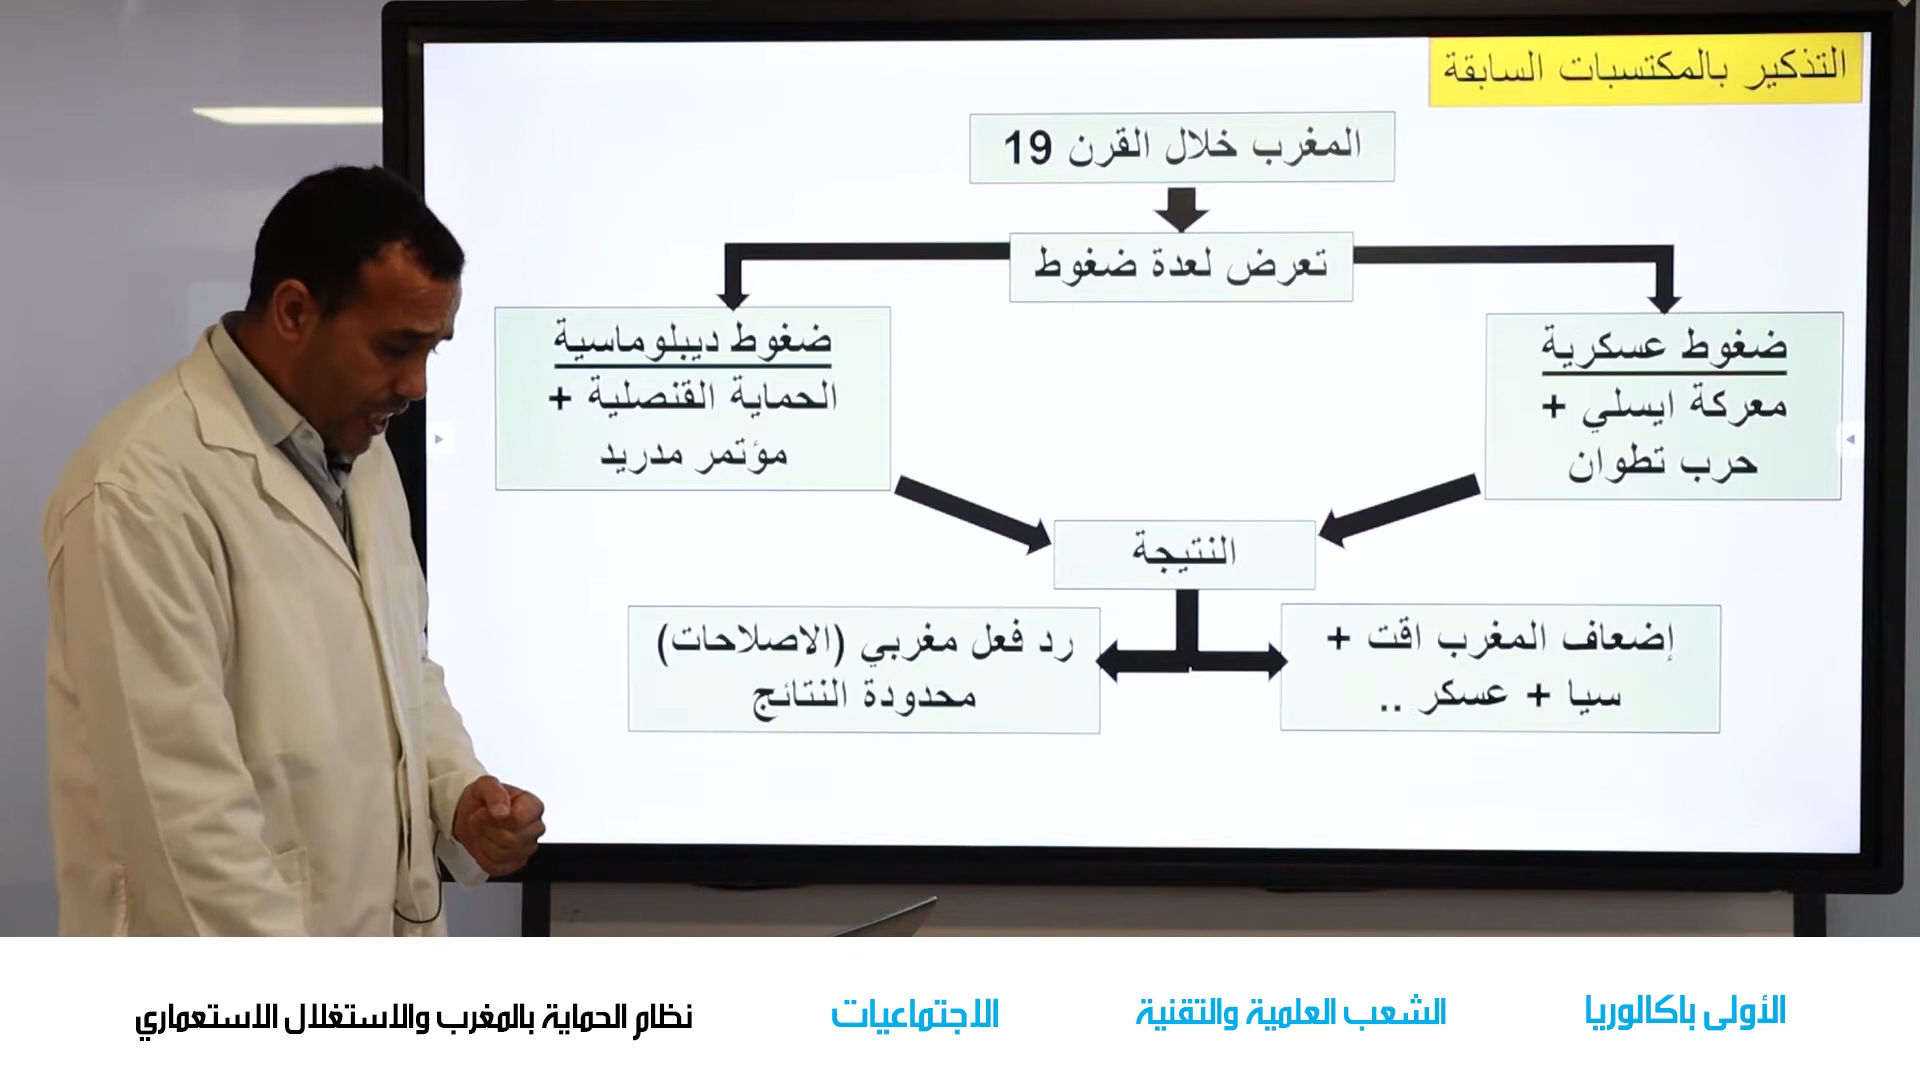 التذكير بالمكتسبات السابقة
المغرب خلال القرن 19
تعرض لعدة ضغوط
ضغوط عسكرية
معركة ايسلي +
حرب تطوان
ضغوط ديبلوماسية
الحماية القنصلية +
مؤتمر مدريد
النتيجة
إضعاف المغرب اقت +
سيا + عسكر ..
رد فعل مغربي (الاصلاحات)
محدودة النتائج
الأولى باكالوريا
الشعب العلمية والتقنية
الاجتماعيات
نظام الحماية بالمغرب والاستغلال الاستعماري